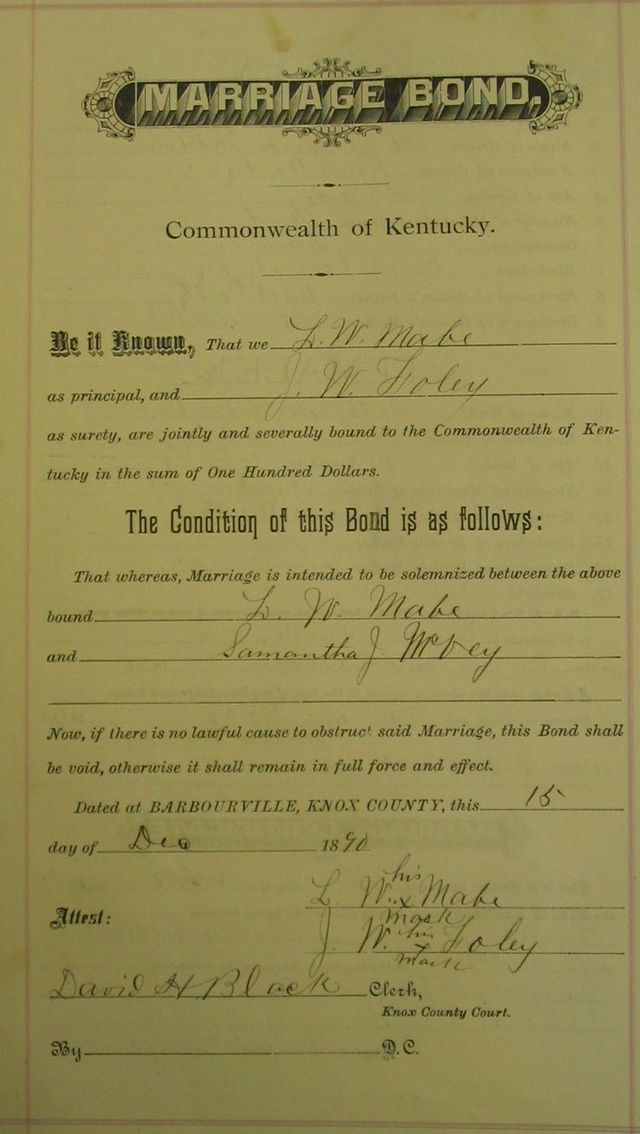 MARRIAGE BOND,
Commonwealth of Kentucky.
Be it Known, That we L. W. Mabe
as principal, and J. W. Foley
as surety, are jointly and severally bound to the Commonwealth of Ken-
tucky in the sum of One Hundred Dollars.
The Condition of this Bond is as follows:
That whereas, Marriage is intended to be solemnized between the above
bound L. W. Mabe
and Samantha J McVey
Now, if there is no lawful cause to obstruct said Marriage, this Bond shall
be void, otherwise it shall remain in full force and effect.
Dated at BARBOURVILLE, KNOX COUNTY, this 15
day of Dec 1890
his
L. W. x Mabe
Attest: mark
J. W. his x Foley
mark
David H Black Clerk,
Knox County Court.
By D. C.